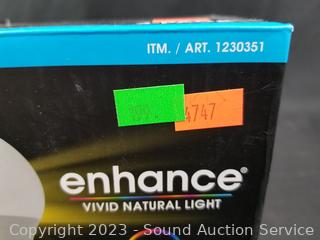 ITM. / ART. 1230351
4747
enhance®
VIVID NATURAL LIGHT
Copyright © 2023 - Sound Auction Service